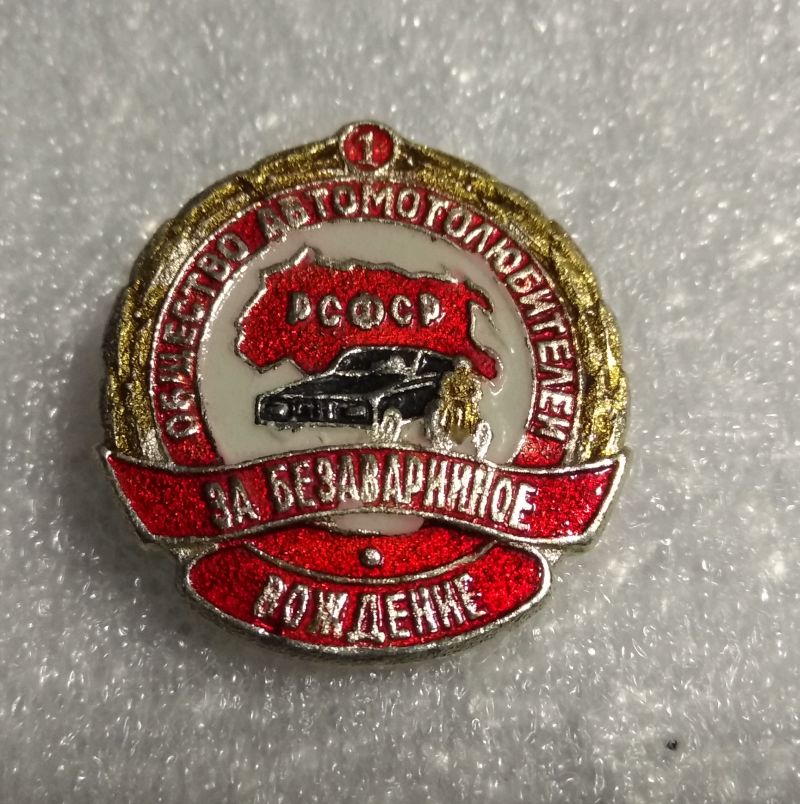 1
ОБЩЕСТВО АВТОМОТОЛЮБИТЕЛЕЙ
РСФСР
ЗА БЕЗАВАРИЙНОЕ
ВОЖДЕНИЕ